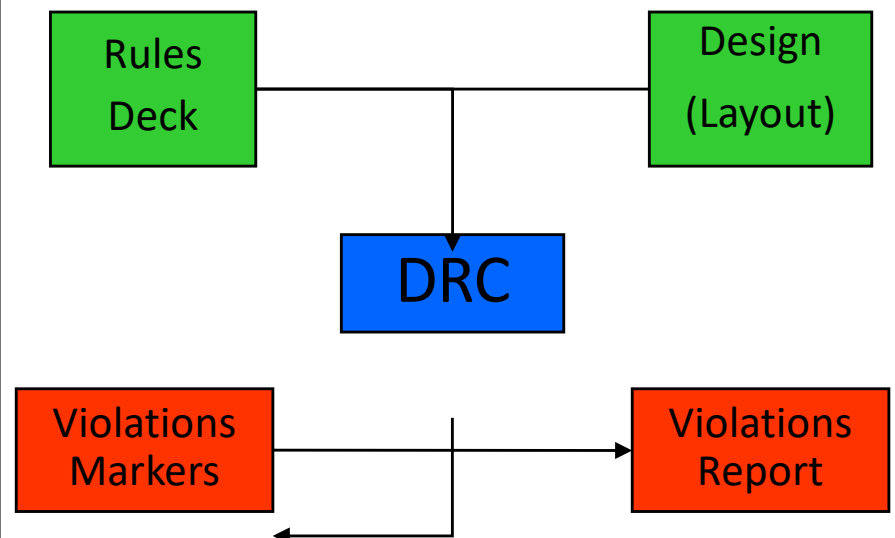 Rules
Deck
Design
(Layout)
DRC
Violations
Markers
Violations
Report